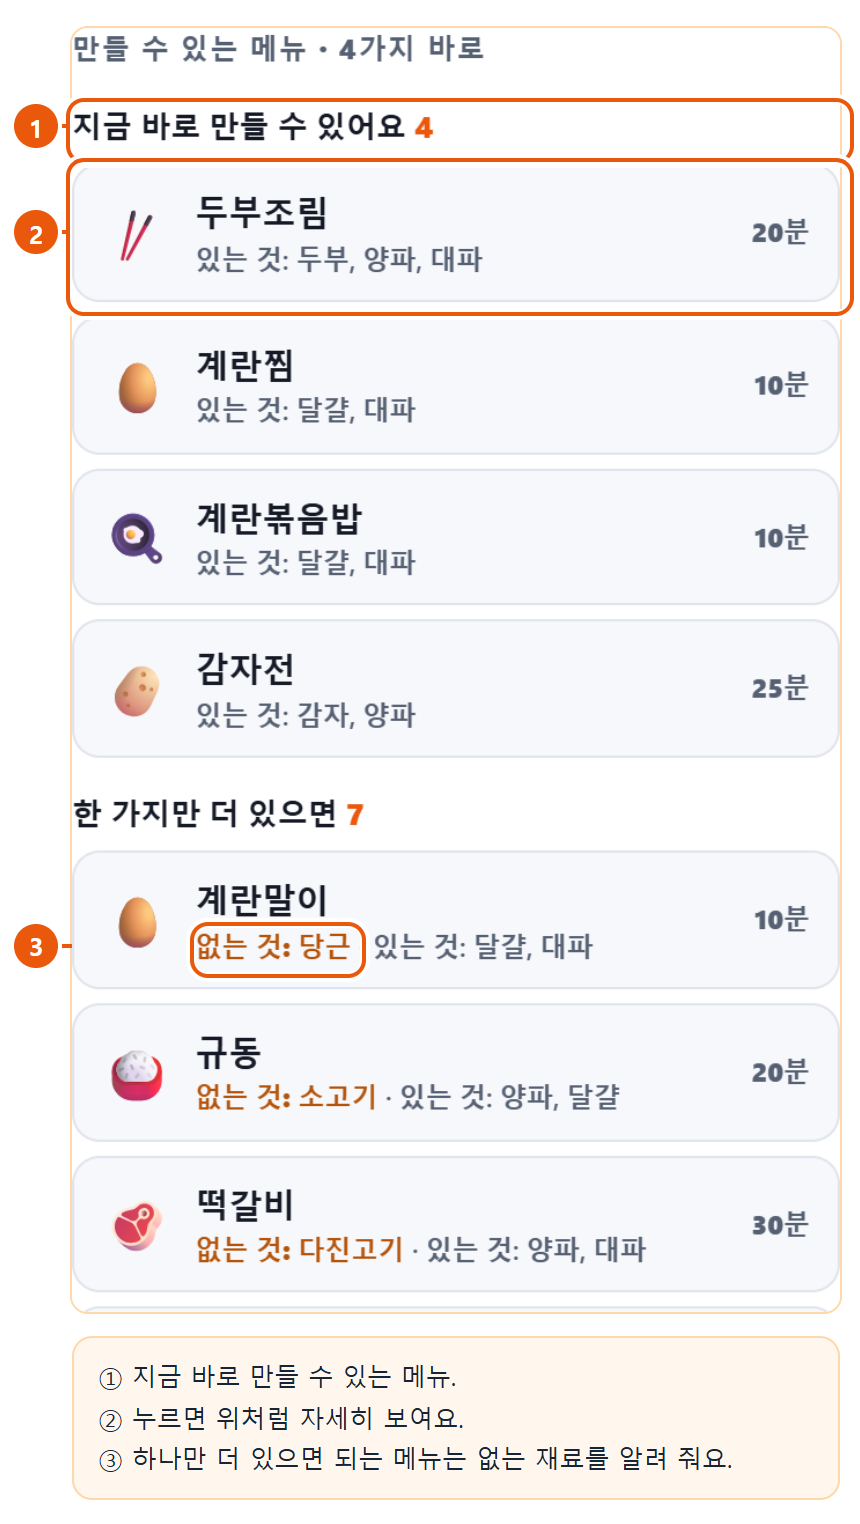 만들 수 있는 메뉴 • 4가지 바로
1
지금 바로 만들 수 있어요 4
2
두부조림
있는 것: 두부, 양파, 대파
20분
계란찜
있는 것: 달걀, 대파
10분
계란볶음밥
있는 것: 달걀, 대파
10분
감자전
있는 것: 감자, 양파
25분
한 가지만 더 있으면 7
계란말이
3
없는 것: 당근 있는 것: 달걀, 대파
10분
규동
없는 것: 소고기 · 있는 것: 양파, 달걀
20분
떡갈비
없는 것: 다진고기 · 있는 것: 양파, 대파
30분
① 지금 바로 만들 수 있는 메뉴.
② 누르면 위처럼 자세히 보여요.
③ 하나만 더 있으면 되는 메뉴는 없는 재료를 알려 줘요.